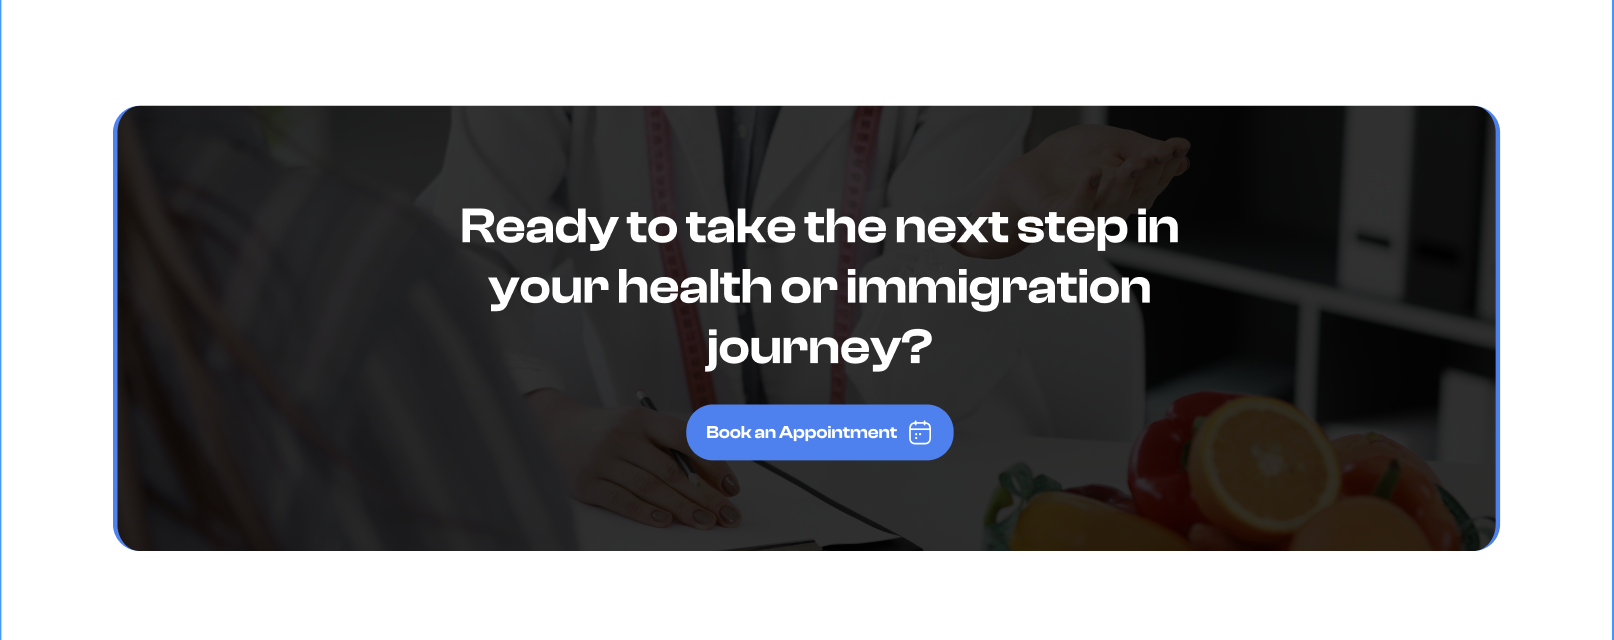 Ready to take the next step in
your health or immigration
journey?
Book an Appointment